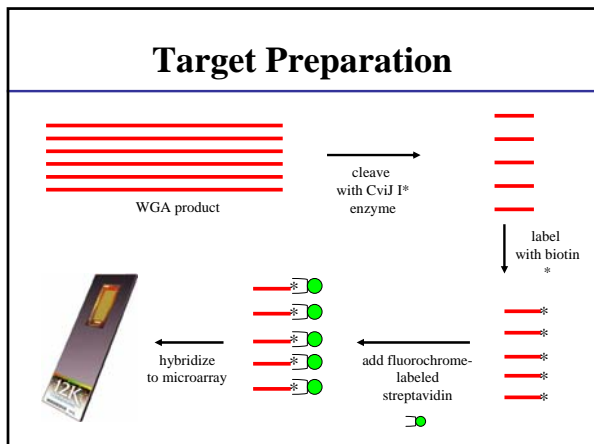 Target Preparation
WGA product
cleave
with CviJ I*
enzyme
label
with biotin
*
*
*
*
*
*
add fluorochrome-
labeled
streptavidin
*
*
*
*
*
hybridize
to microarray
12K